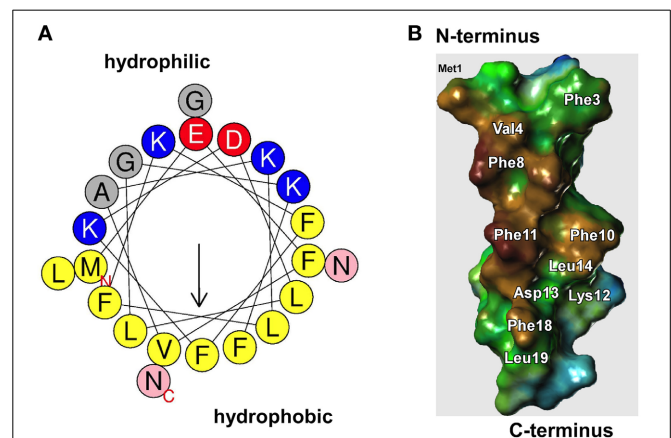 A
B N-terminus
hydrophilic
Met1
Phe3
Val4
Phe8
Phe11
Phe10
Leu14
Asp13
Lys12
Phe18
Leu19
G
K
E
D
G
K
A
K
K
F
L
M
N
F
N
F
L
L
L
V
F
F
N
C
hydrophobic
C-terminus